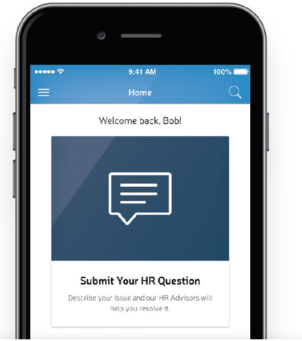 9:41 AM
100%
Home
Welcome back, Bob!
Submit Your HR Question
Describe your issue and our HR Advisors will
help you resolve it.